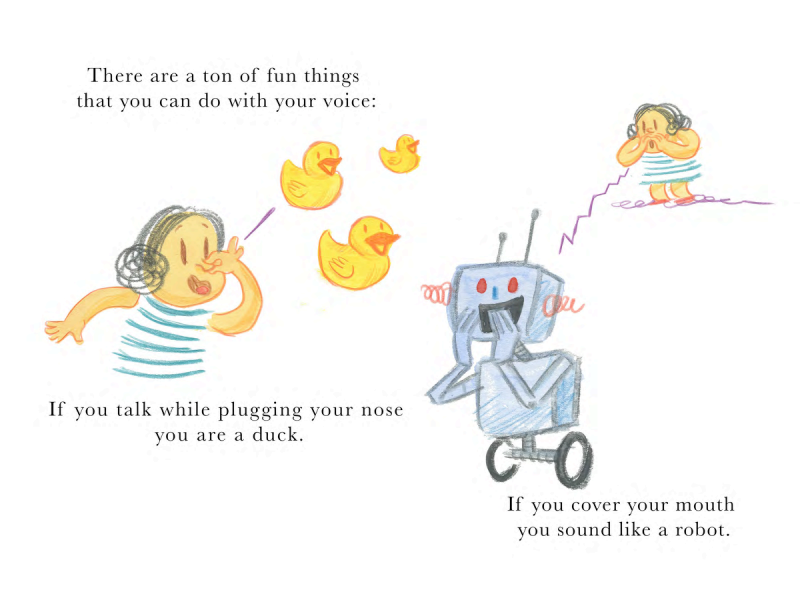 There are a ton of fun things
that you can do with your voice:
If you talk while plugging your nose
you are a duck.
If you cover your mouth
you sound like a robot.